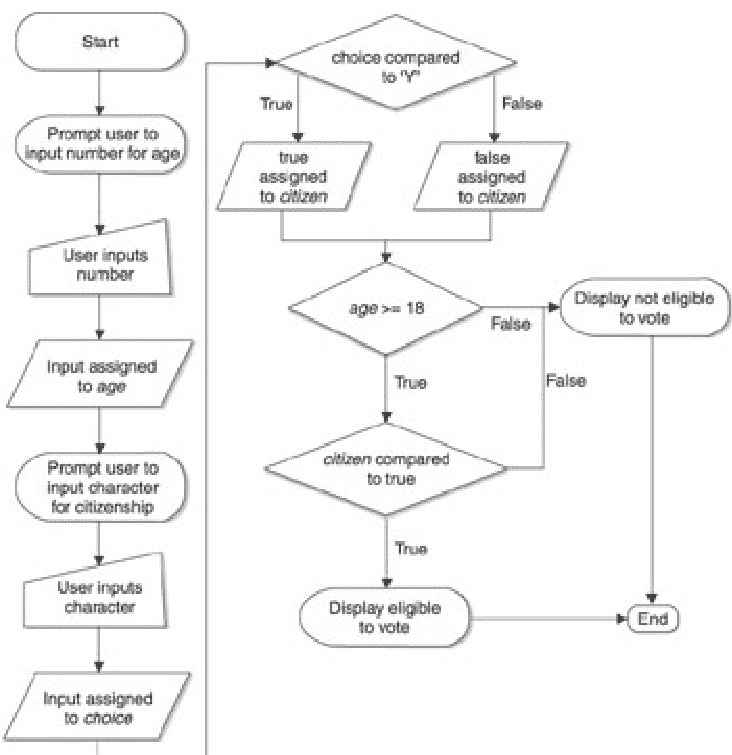 Start
Prompt user to
input number for age
User inputs
number
Input assigned
to age
Prompt user to
input character
for citizenship
User inputs
character
Input assigned
to choice
choice compared
to 'Y'
True
False
true
assigned
to citizen
false
assigned
to citizen
age >= 18
False
Display not eligible
to vote
True
False
citizen compared
to true
True
Display eligible
to vote
End